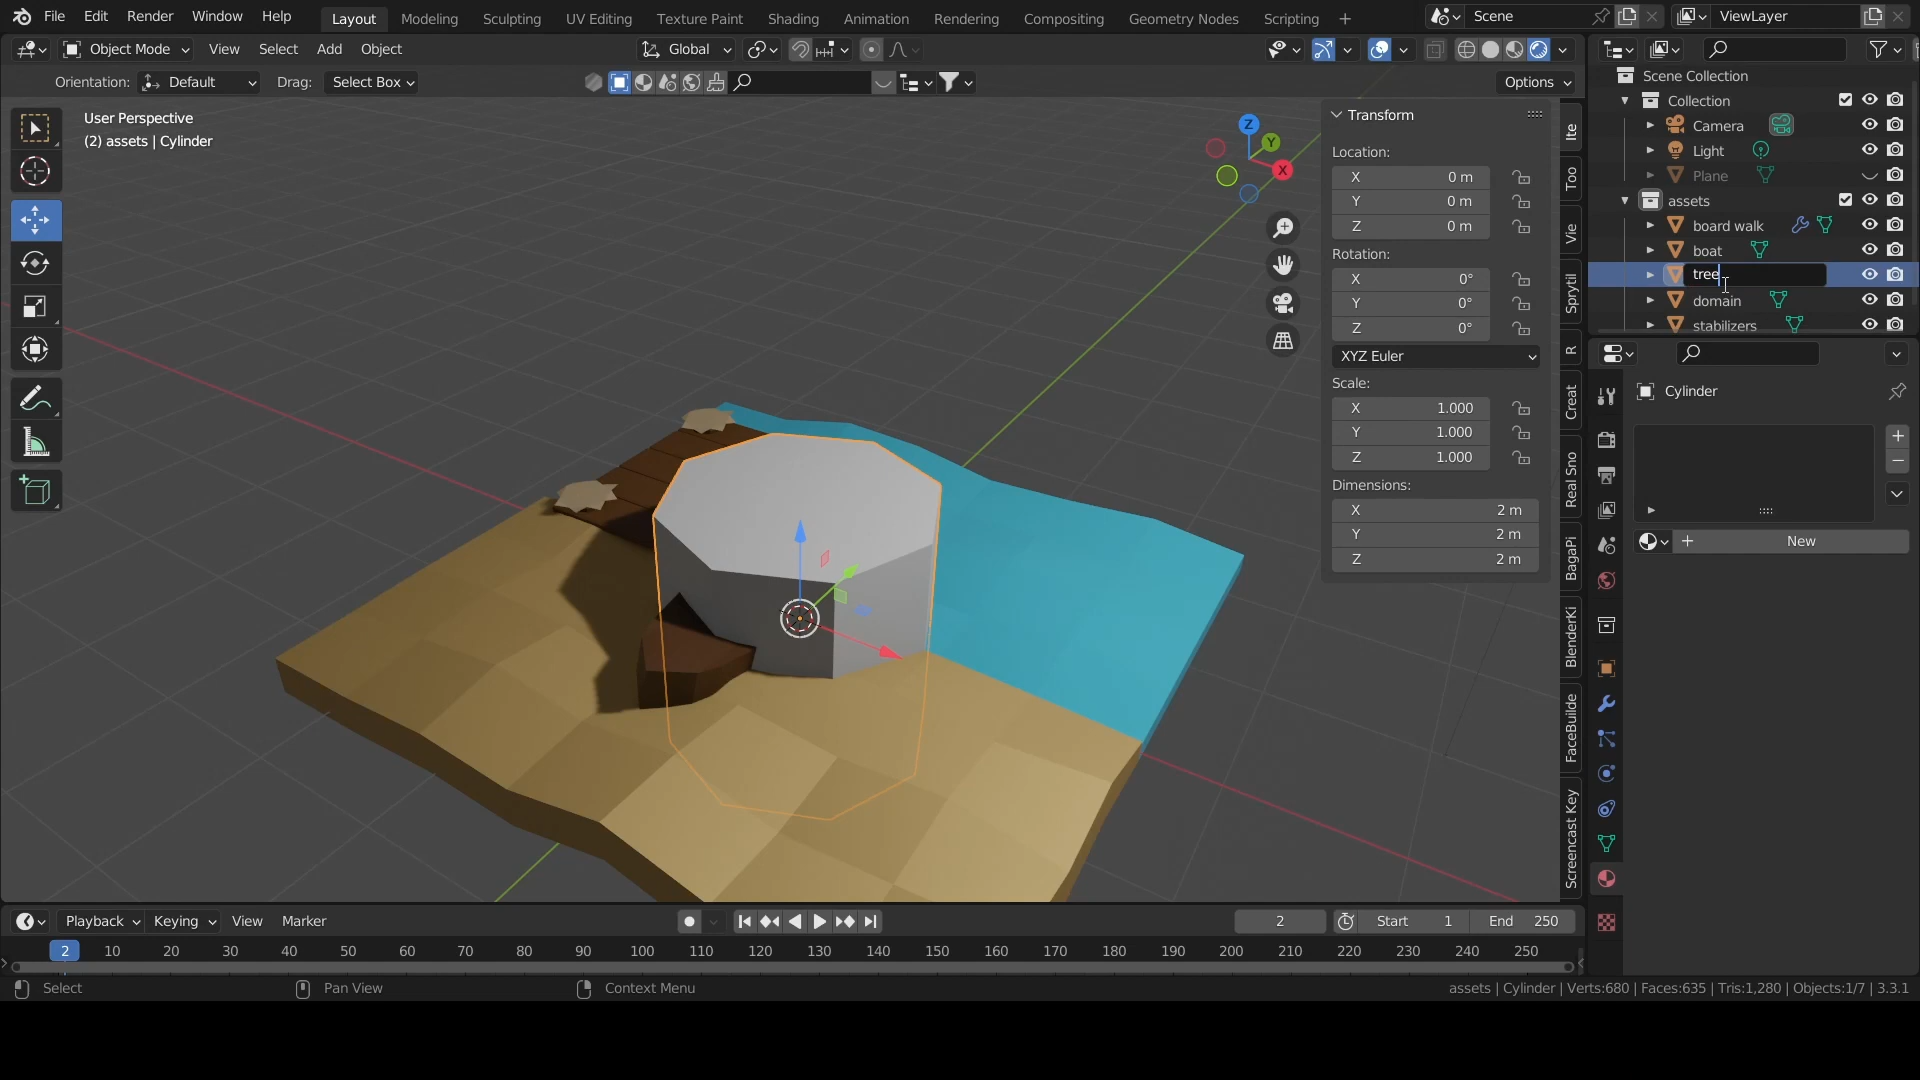 File Edit Render Window Help Layout Modeling Sculpting UV Editing Texture Paint Shading Animation Rendering Compositing Geometry Nodes Scripting + Scene ViewLayer
Object Mode View Select Add Object Global
Orientation: Default Drag: Select Box Options
User Perspective
(2) assets | Cylinder
Z
Y
X
Transform
Location:
X 0 m
Y 0 m
Z 0 m
Rotation:
X 0°
Y 0°
Z 0°
XYZ Euler
Scale:
X 1.000
Y 1.000
Z 1.000
Dimensions:
X 2 m
Y 2 m
Z 2 m
Ite
Too
Vie
Sprytil
R
Creat
Real Sno
BagaPi
BlenderKi
FaceBuilde
Screencast Key
Scene Collection
Collection
Camera
Light
Plane
assets
board walk
boat
tree
domain
stabilizers
Cylinder
New
Playback Keying View Marker 2 Start 1 End 250
2 10 20 30 40 50 60 70 80 90 100 110 120 130 140 150 160 170 180 190 200 210 220 230 240 250
Select Pan View Context Menu assets | Cylinder | Verts:680 | Faces:635 | Tris:1,280 | Objects:1/7 | 3.3.1